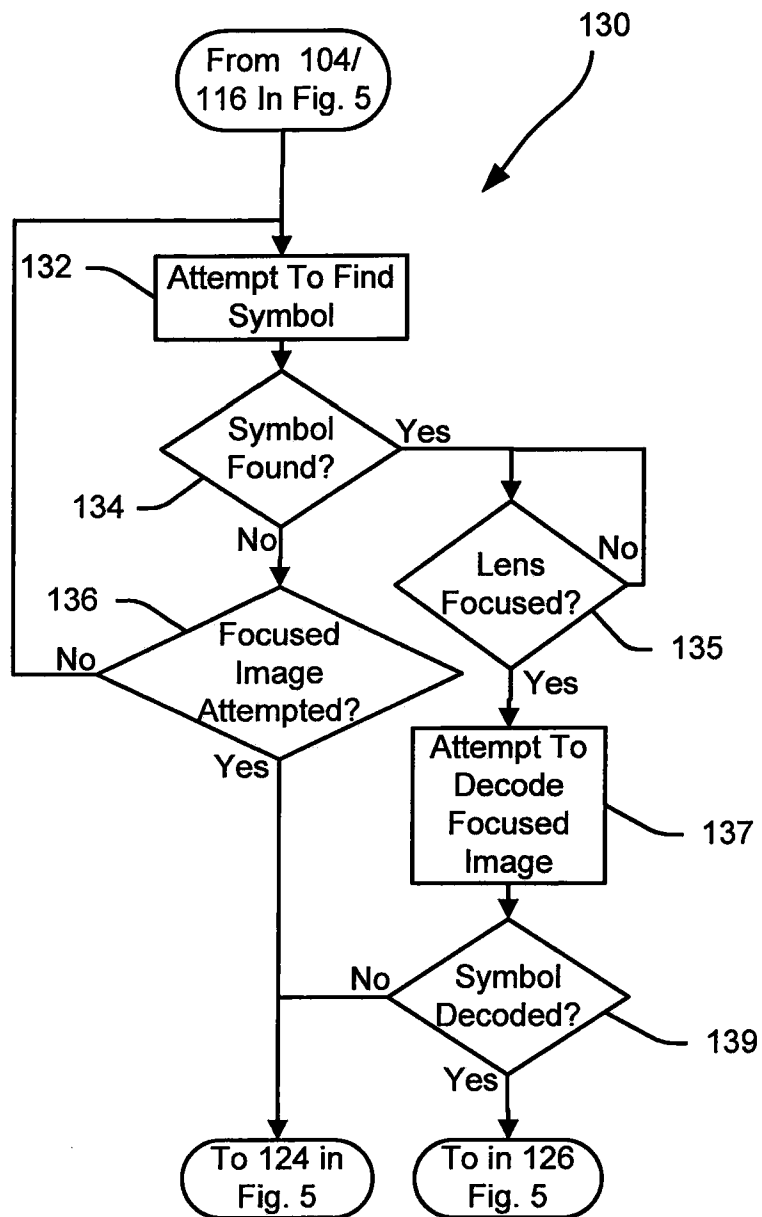 130
From 104/
116 In Fig. 5
132
Attempt To Find
Symbol
Symbol
Found?
Yes
134
No
136
Focused
Image
Attempted?
No
Yes
Lens
Focused?
No
135
Yes
Attempt To
Decode
Focused
Image
137
No
Symbol
Decoded?
139
Yes
To 124 in
Fig. 5
To in 126
Fig. 5